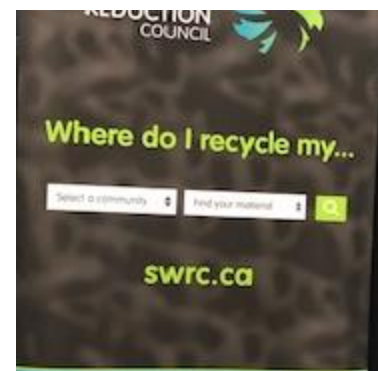 REDUCTION
COUNCIL
Where do I recycle my...
Select a community
Find your material
swrc.ca